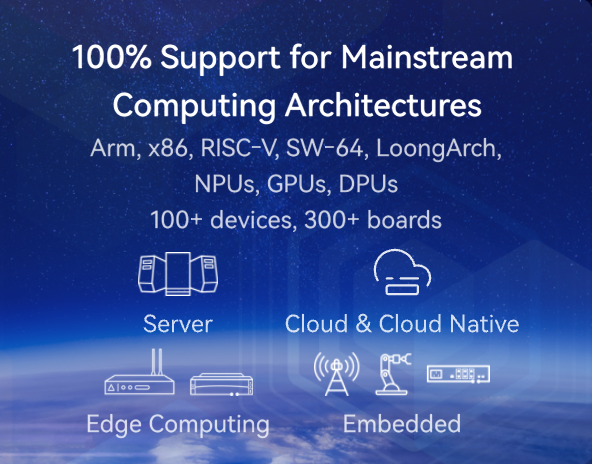 100% Support for Mainstream
Computing Architectures
Arm, x86, RISC-V, SW-64, LoongArch,
NPUs, GPUs, DPUs
100+ devices, 300+ boards
Server
Cloud & Cloud Native
Edge Computing
Embedded